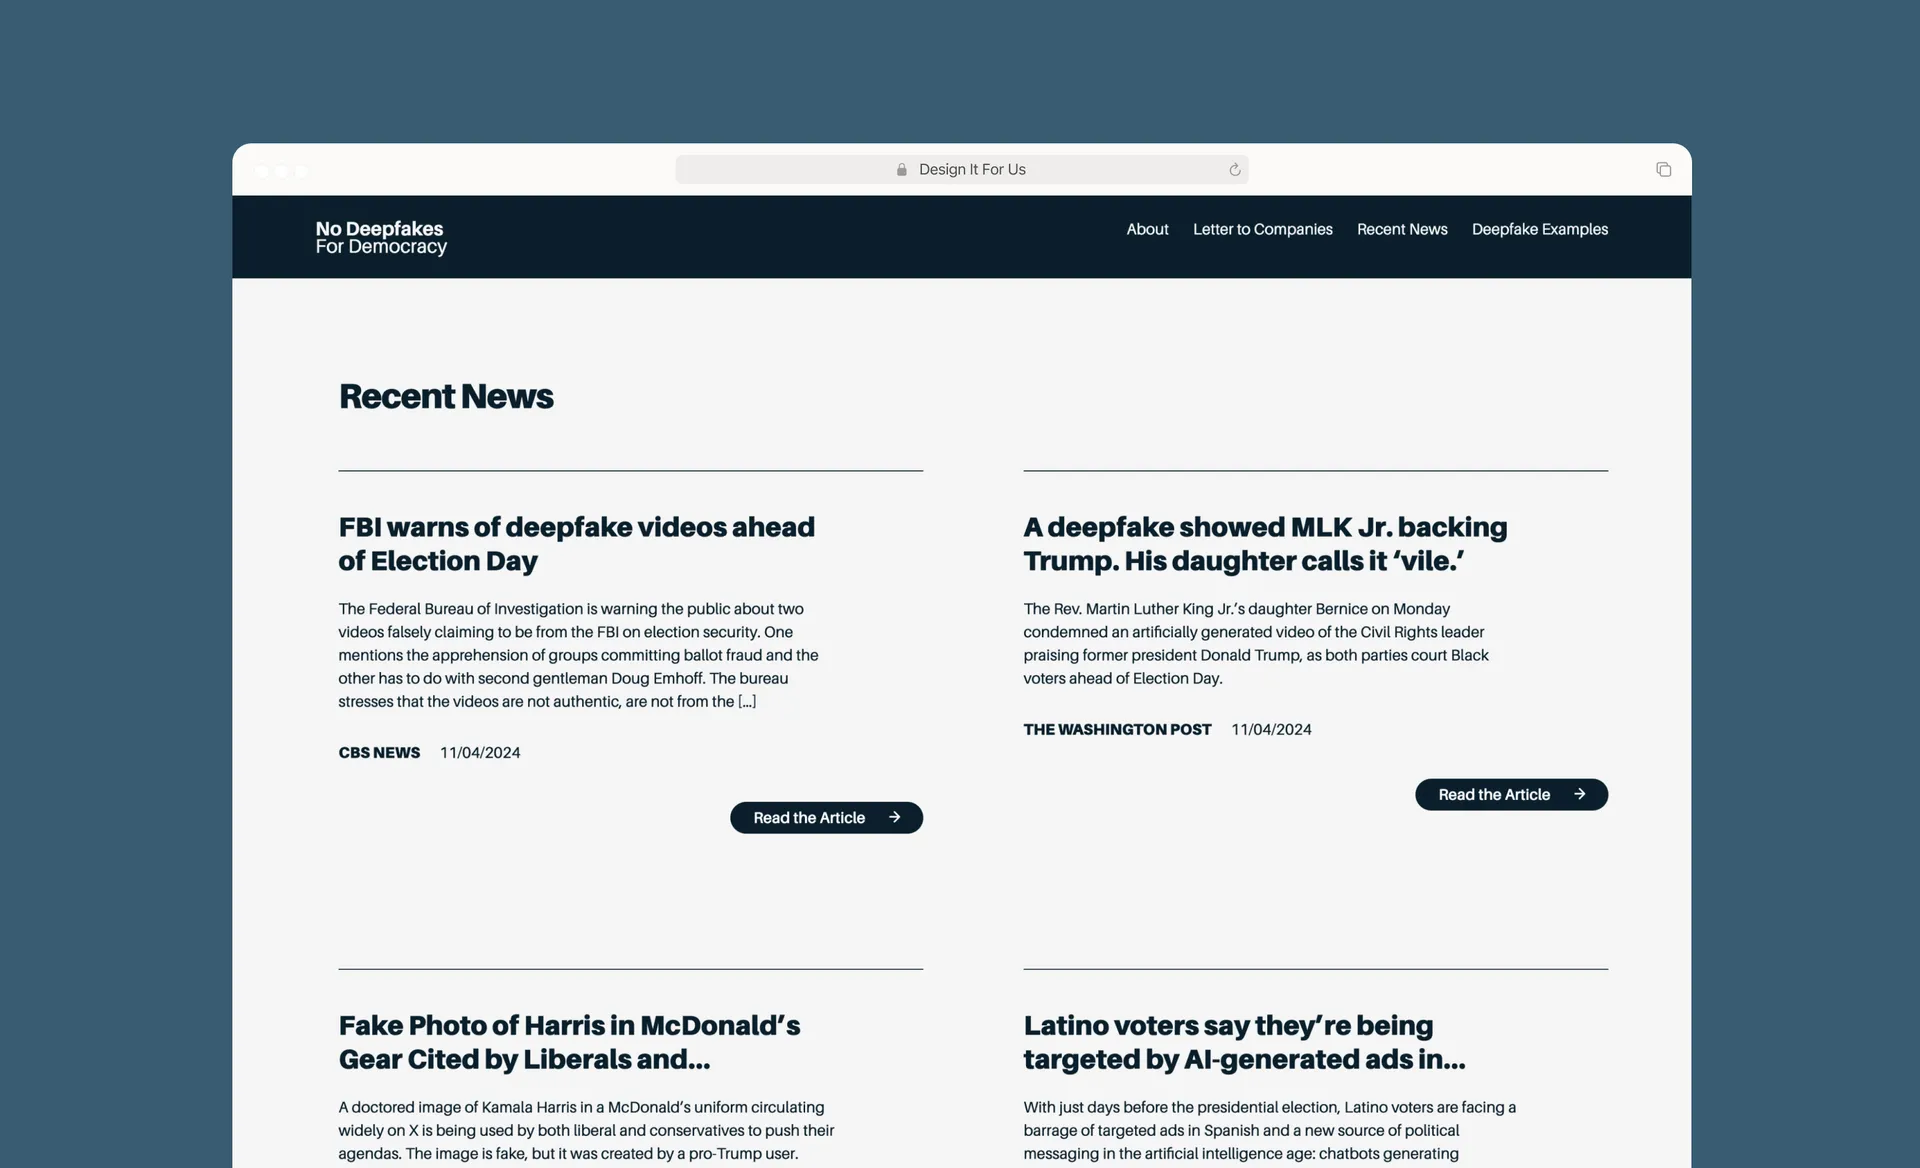 Design It For Us
No Deepfakes
For Democracy
About
Letter to Companies
Recent News
Deepfake Examples
Recent News
FBI warns of deepfake videos ahead
of Election Day
The Federal Bureau of Investigation is warning the public about two
videos falsely claiming to be from the FBI on election security. One
mentions the apprehension of groups committing ballot fraud and the
other has to do with second gentleman Doug Emhoff. The bureau
stresses that the videos are not authentic, are not from the [...]
CBS NEWS 11/04/2024
Read the Article →
A deepfake showed MLK Jr. backing
Trump. His daughter calls it ‘vile.’
The Rev. Martin Luther King Jr.’s daughter Bernice on Monday
condemned an artificially generated video of the Civil Rights leader
praising former president Donald Trump, as both parties court Black
voters ahead of Election Day.
THE WASHINGTON POST 11/04/2024
Read the Article →
Fake Photo of Harris in McDonald’s
Gear Cited by Liberals and...
A doctored image of Kamala Harris in a McDonald’s uniform circulating
widely on X is being used by both liberal and conservatives to push their
agendas. The image is fake, but it was created by a pro-Trump user.
Latino voters say they’re being
targeted by AI-generated ads in...
With just days before the presidential election, Latino voters are facing a
barrage of targeted ads in Spanish and a new source of political
messaging in the artificial intelligence age: chatbots generating